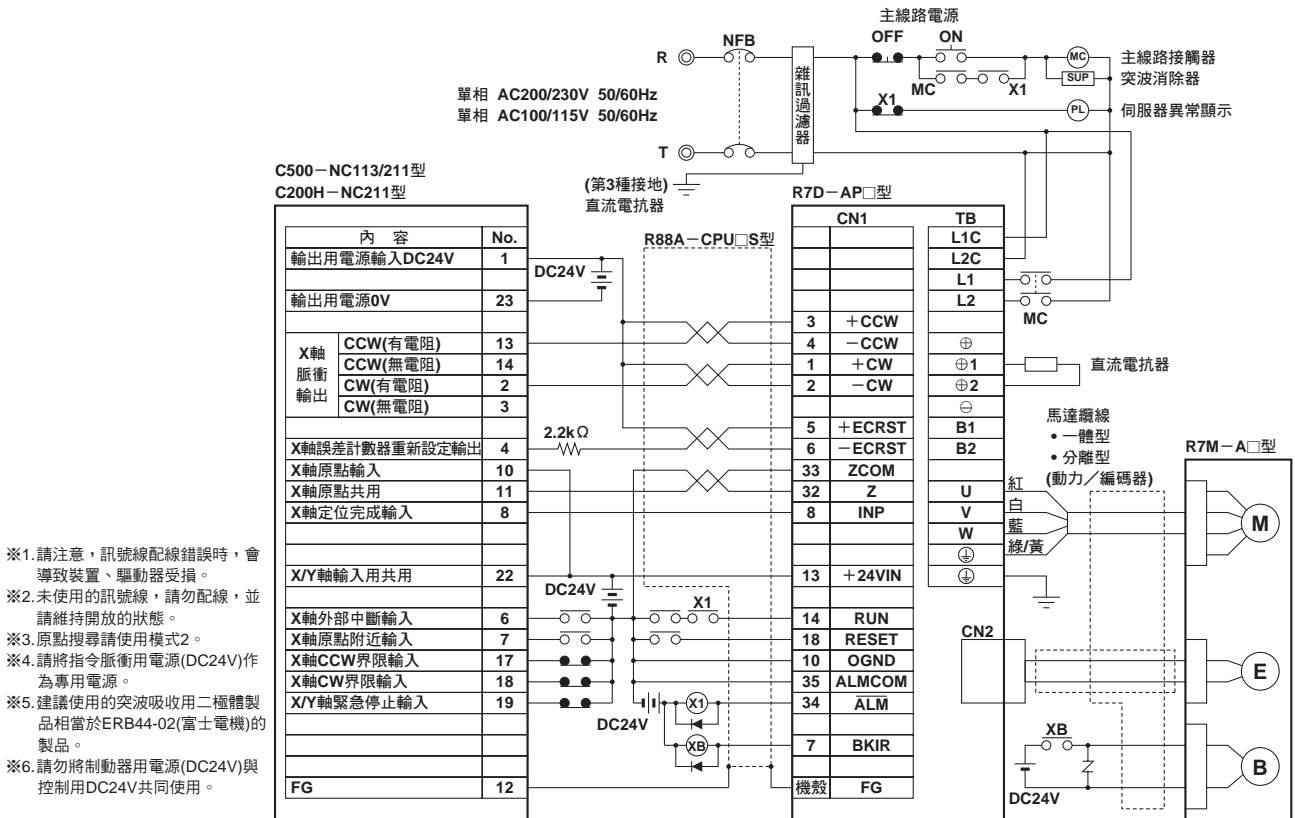 主線路電源
OFF ON
NFB
R
MC 主線路接觸器
SUP 突波消除器
MC X1
X1
PL 伺服器異常顯示
雜訊過濾器
單相 AC200/230V 50/60Hz
單相 AC100/115V 50/60Hz
T
(第3種接地)
直流電抗器
C500－NC113/211型
C200H－NC211型
內 容 No.
輸出用電源輸入DC24V 1
輸出用電源0V 23
X軸脈衝輸出
CCW(有電阻) 13
CCW(無電阻) 14
CW(有電阻) 2
CW(無電阻) 3
X軸誤差計數器重新設定輸出 4
X軸原點輸入 10
X軸原點共用 11
X軸定位完成輸入 8
X/Y軸輸入用共用 22
X軸外部中斷輸入 6
X軸原點附近輸入 7
X軸CCW界限輸入 17
X軸CW界限輸入 18
X/Y軸緊急停止輸入 19
FG 12
DC24V
2.2kΩ
DC24V
X1
DC24V
X1
XB
R88A－CPU□S型
R7D－AP□型
CN1
3 ＋CCW
4 －CCW
1 ＋CW
2 －CW
5 ＋ECRST
6 －ECRST
33 ZCOM
32 Z
8 INP
13 ＋24VIN
14 RUN
18 RESET
10 OGND
35 ALMCOM
34 ALM
7 BKIR
機殼 FG
TB
L1C
L2C
L1
L2
⊕
⊕1
⊕2
⊖
B1
B2
U
V
W
CN2
MC
直流電抗器
馬達纜線
• 一體型
• 分離型
(動力／編碼器)
紅
白
藍
綠/黃
R7M－A□型
M
E
B
XB
DC24V
※1.請注意，訊號線配線錯誤時，會
導致裝置、驅動器受損。
※2.未使用的訊號線，請勿配線，並
請維持開放的狀態。
※3.原點搜尋請使用模式2。
※4.請將指令脈衝用電源(DC24V)作
為專用電源。
※5.建議使用的突波吸收用二極體製
品相當於ERB44-02(富士電機)的
製品。
※6.請勿將制動器用電源(DC24V)與
控制用DC24V共同使用。